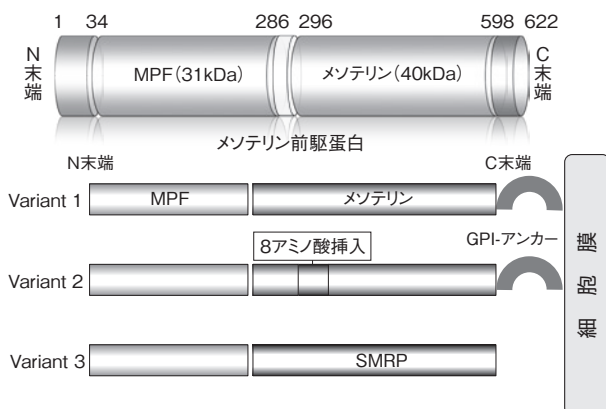 1 34 286 296 598 622
N末端
MPF(31kDa)
メソテリン(40kDa)
C末端
メソテリン前駆蛋白
N末端
C末端
Variant 1
MPF
メソテリン
GPI-アンカー
8アミノ酸挿入
Variant 2
Variant 3
SMRP
細胞膜